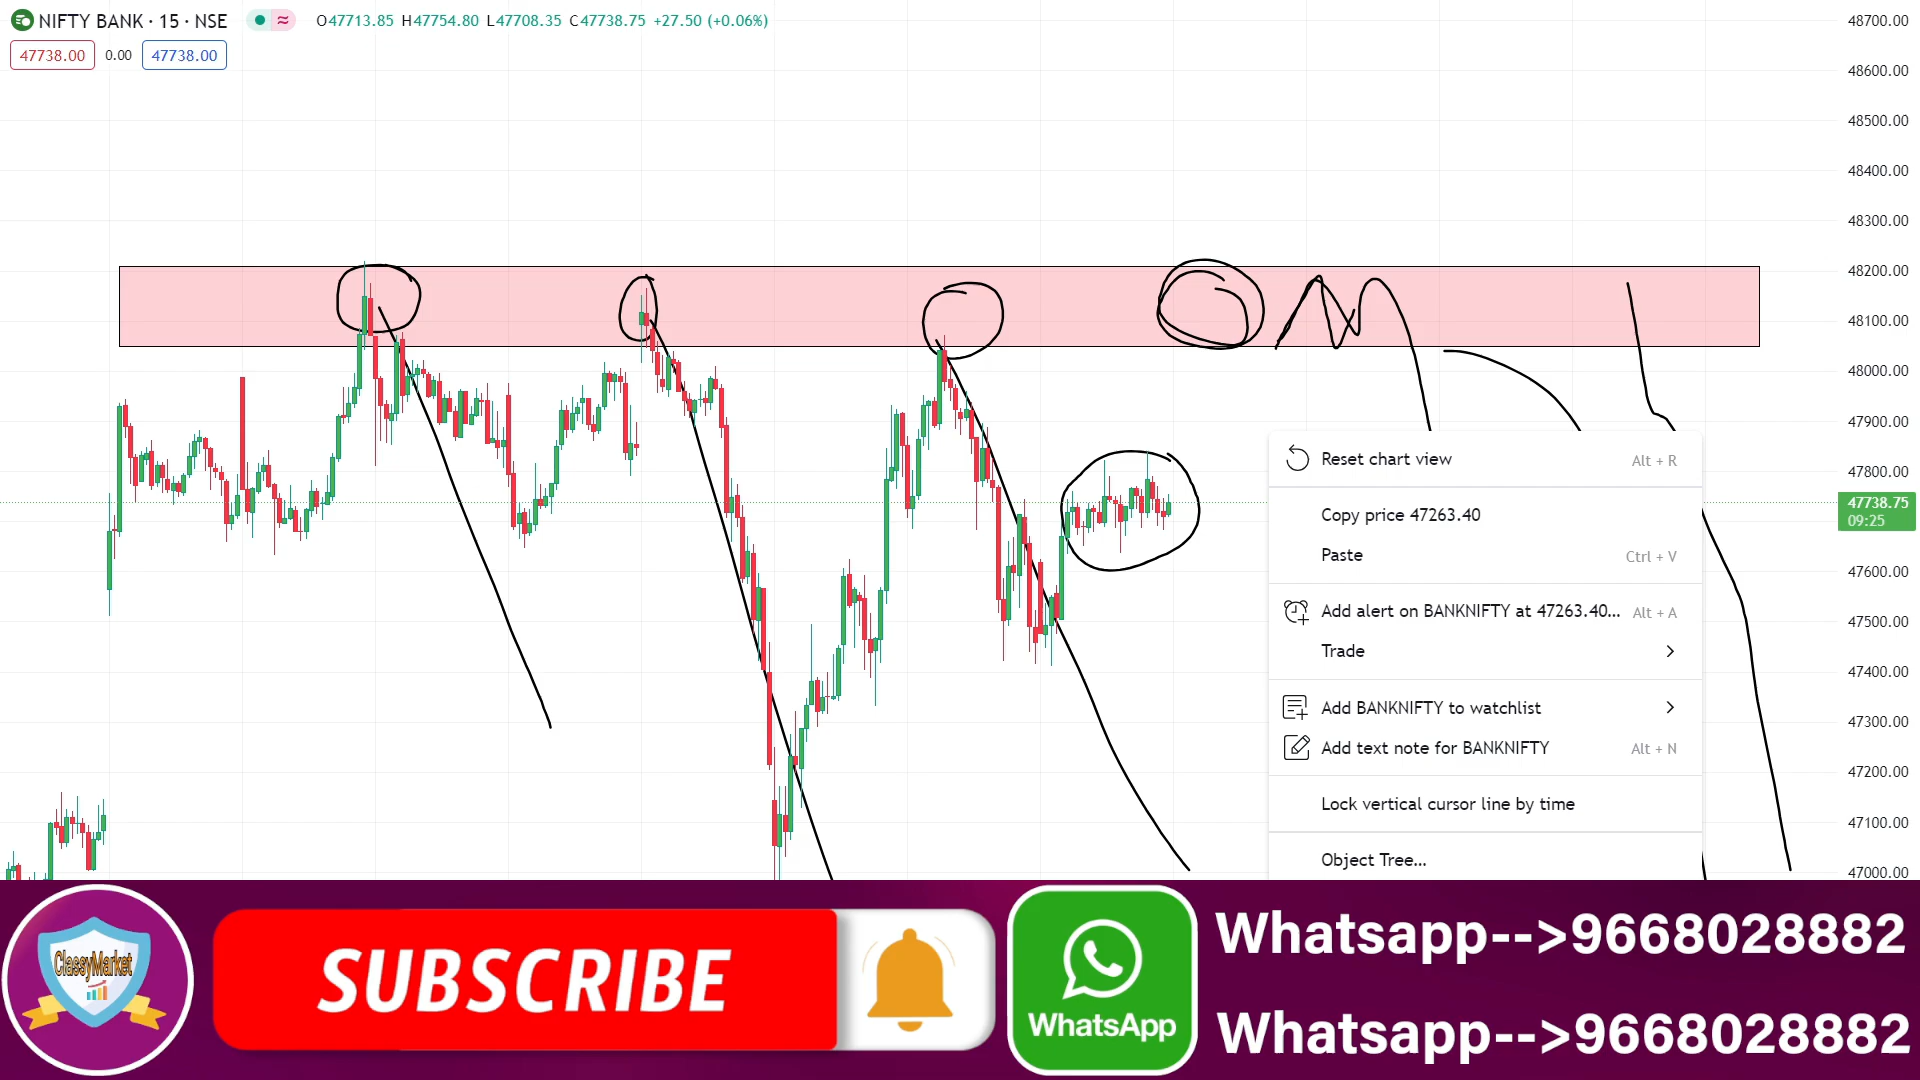 NIFTY BANK · 15 · NSE
O47713.85 H47754.80 L47708.35 C47738.75 +27.50 (+0.06%)
47738.00 0.00 47738.00
48700.00
48600.00
48500.00
48400.00
48300.00
48200.00
48100.00
48000.00
47900.00
47800.00
47738.75
09:25
47600.00
47500.00
47400.00
47300.00
47200.00
47100.00
47000.00
Reset chart view Alt + R
Copy price 47263.40
Paste Ctrl + V
Add alert on BANKNIFTY at 47263.40... Alt + A
Trade
Add BANKNIFTY to watchlist
Add text note for BANKNIFTY Alt + N
Lock vertical cursor line by time
Object Tree...
ClassyMarket
SUBSCRIBE
WhatsApp
Whatsapp-->9668028882
Whatsapp-->9668028882